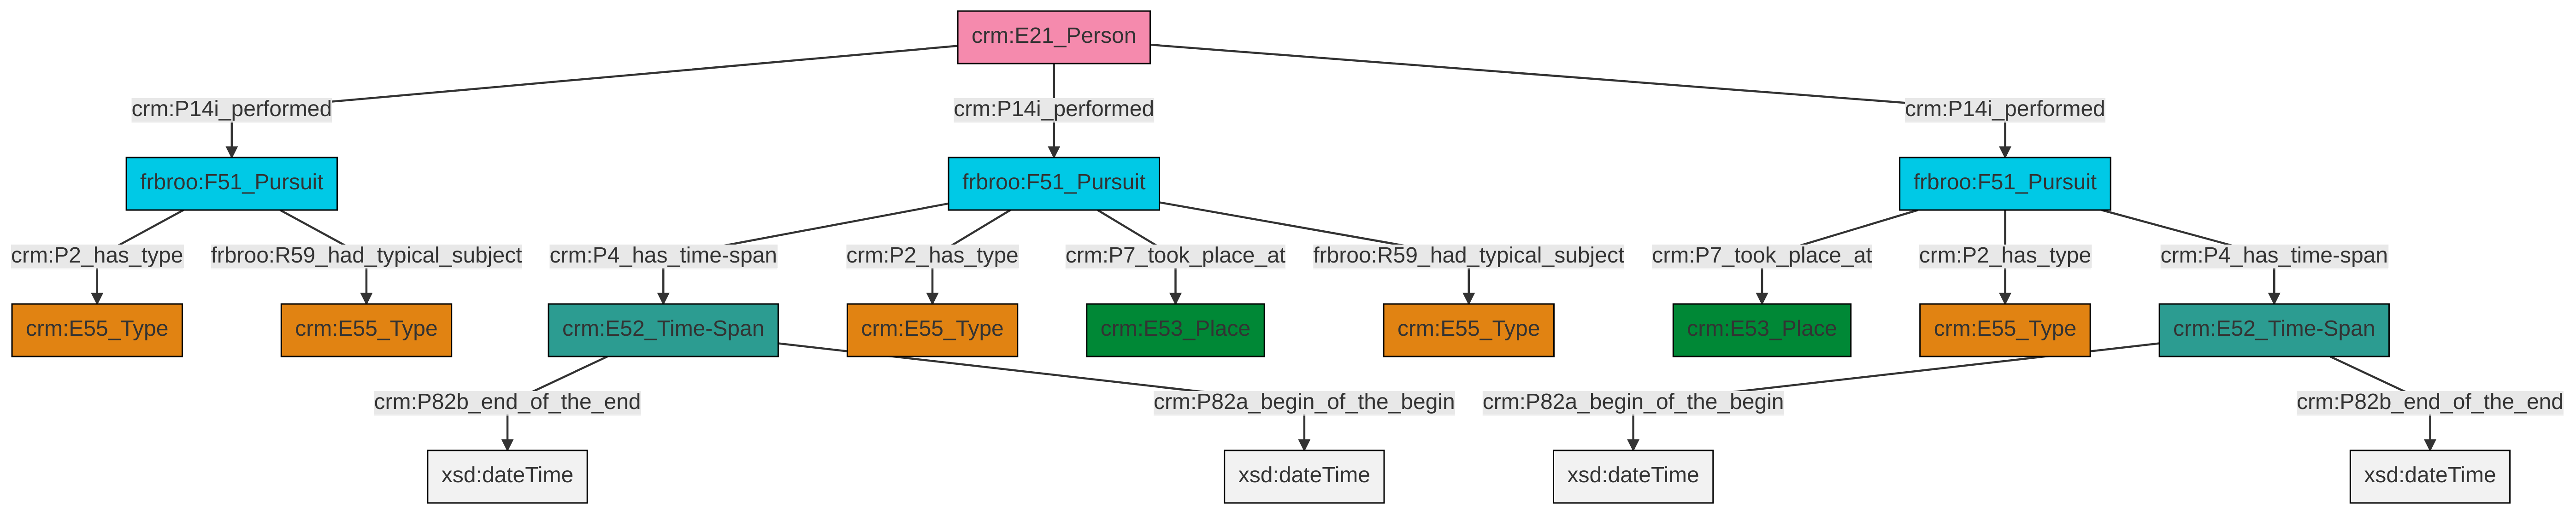 crm:E21_Person
crm:P14i_performed
crm:P14i_performed
crm:P14i_performed
frbroo:F51_Pursuit
frbroo:F51_Pursuit
frbroo:F51_Pursuit
crm:P2_has_type
frbroo:R59_had_typical_subject
crm:P4_has_time-span
crm:P2_has_type
crm:P7_took_place_at
frbroo:R59_had_typical_subject
crm:P7_took_place_at
crm:P2_has_type
crm:P4_has_time-span
crm:E55_Type
crm:E55_Type
crm:E52_Time-Span
crm:E55_Type
crm:E53_Place
crm:E55_Type
crm:E53_Place
crm:E55_Type
crm:E52_Time-Span
crm:P82b_end_of_the_end
crm:P82a_begin_of_the_begin
crm:P82a_begin_of_the_begin
crm:P82b_end_of_the_end
xsd:dateTime
xsd:dateTime
xsd:dateTime
xsd:dateTime